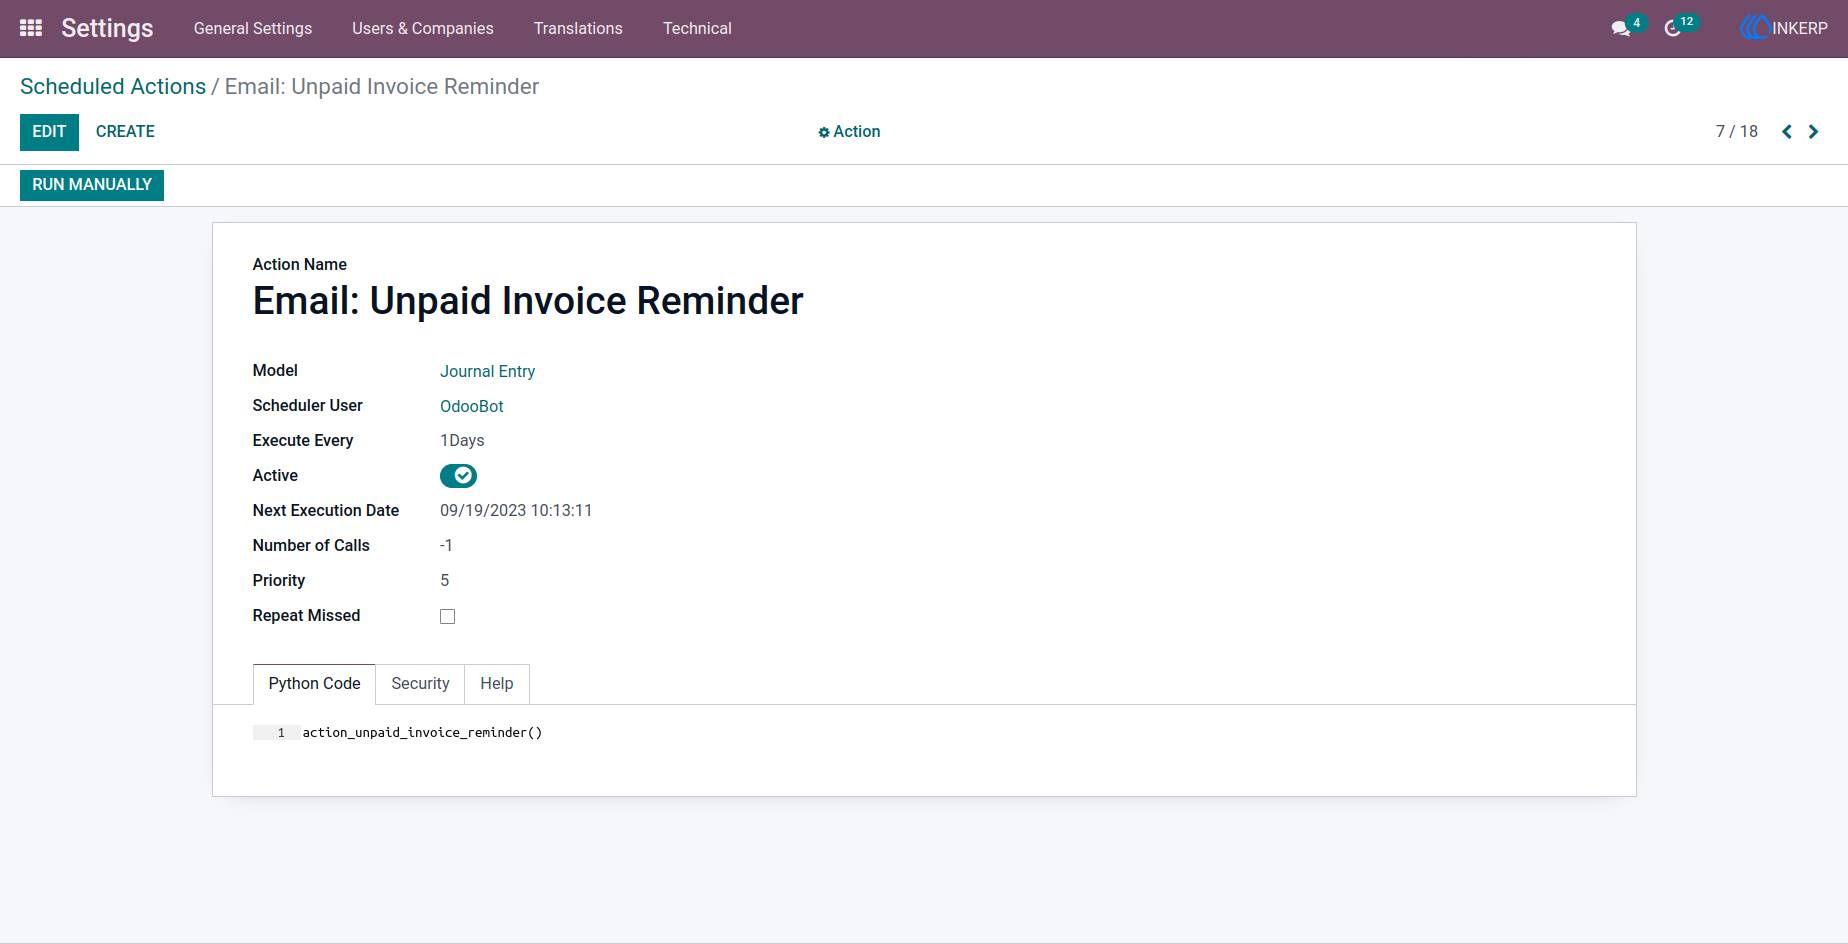 Settings General Settings Users & Companies Translations Technical 4 12 INKERP
Scheduled Actions / Email: Unpaid Invoice Reminder
EDIT CREATE Action 7 / 18
RUN MANUALLY
Action Name
Email: Unpaid Invoice Reminder
Model Journal Entry
Scheduler User OdooBot
Execute Every 1Days
Active
Next Execution Date 09/19/2023 10:13:11
Number of Calls -1
Priority 5
Repeat Missed
Python Code Security Help
1 action_unpaid_invoice_reminder()